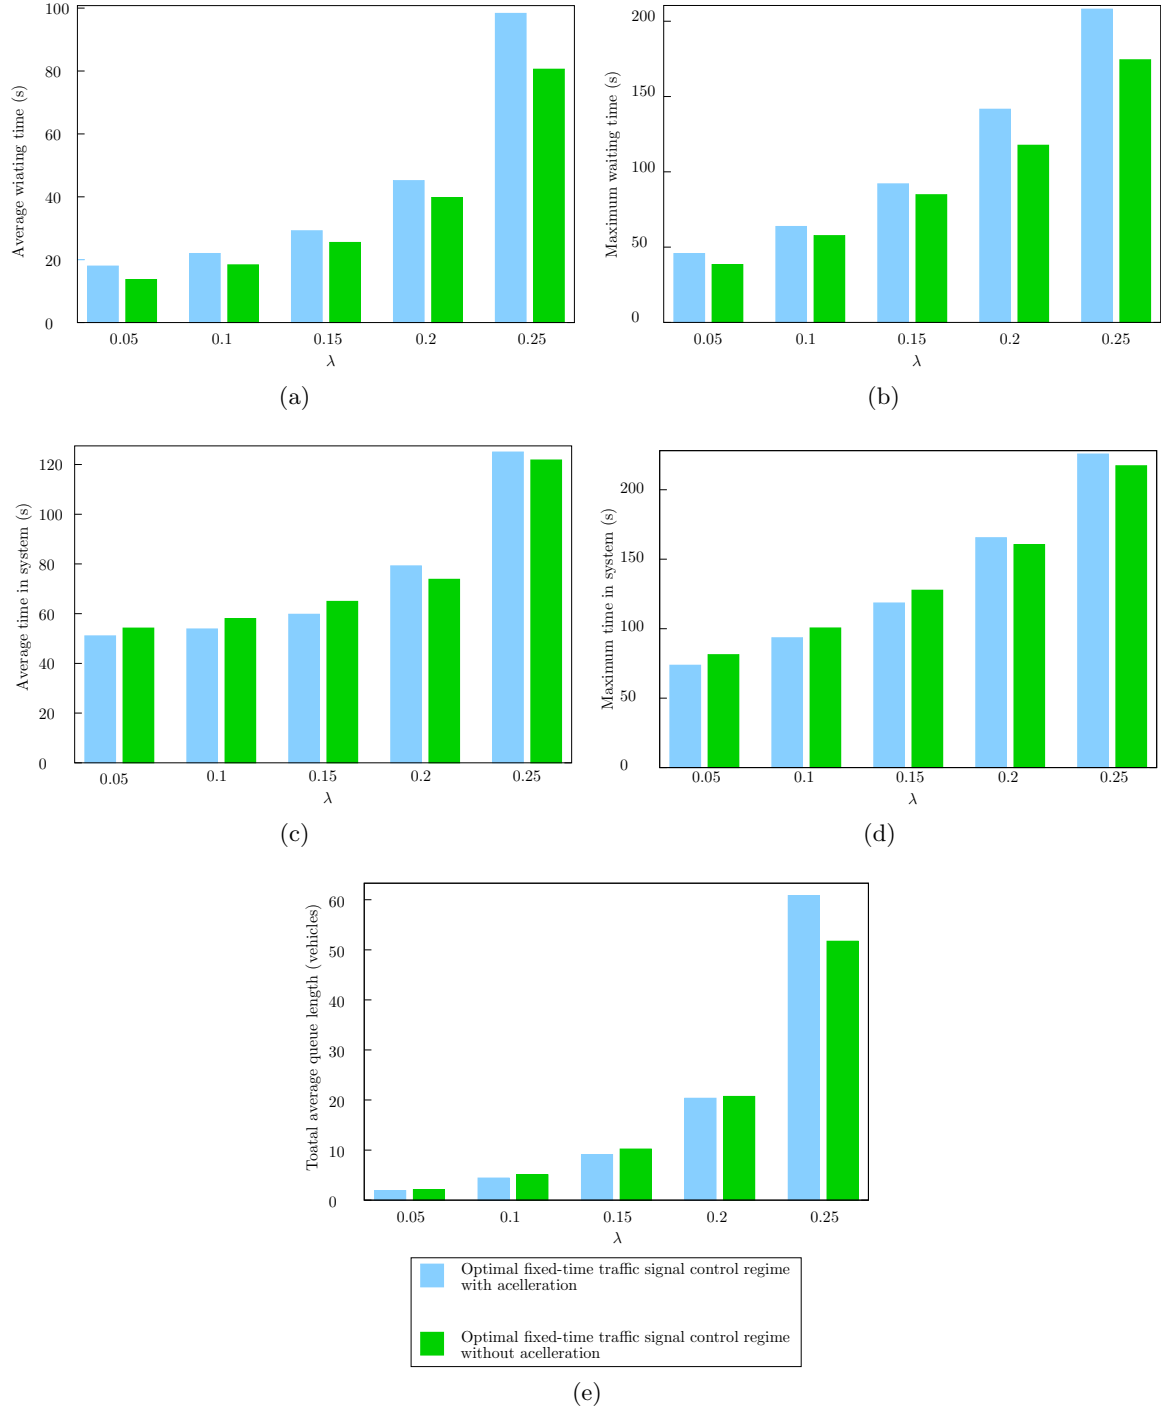 100
80
60
40
20
0
Average wiating time (s)
0.05 0.1 0.15 0.2 0.25
λ
(a)
200
150
100
50
0
Maximum waiting time (s)
0.05 0.1 0.15 0.2 0.25
λ
(b)
120
100
80
60
40
20
0
Average time in system (s)
0.05 0.1 0.15 0.2 0.25
λ
(c)
200
150
100
50
0
Maximum time in system (s)
0.05 0.1 0.15 0.2 0.25
λ
(d)
60
50
40
30
20
10
0
Toatal average queue length (vehicles)
0.05 0.1 0.15 0.2 0.25
λ
Optimal fixed-time traffic signal control regime
with acelleration
Optimal fixed-time traffic signal control regime
without acelleration
(e)